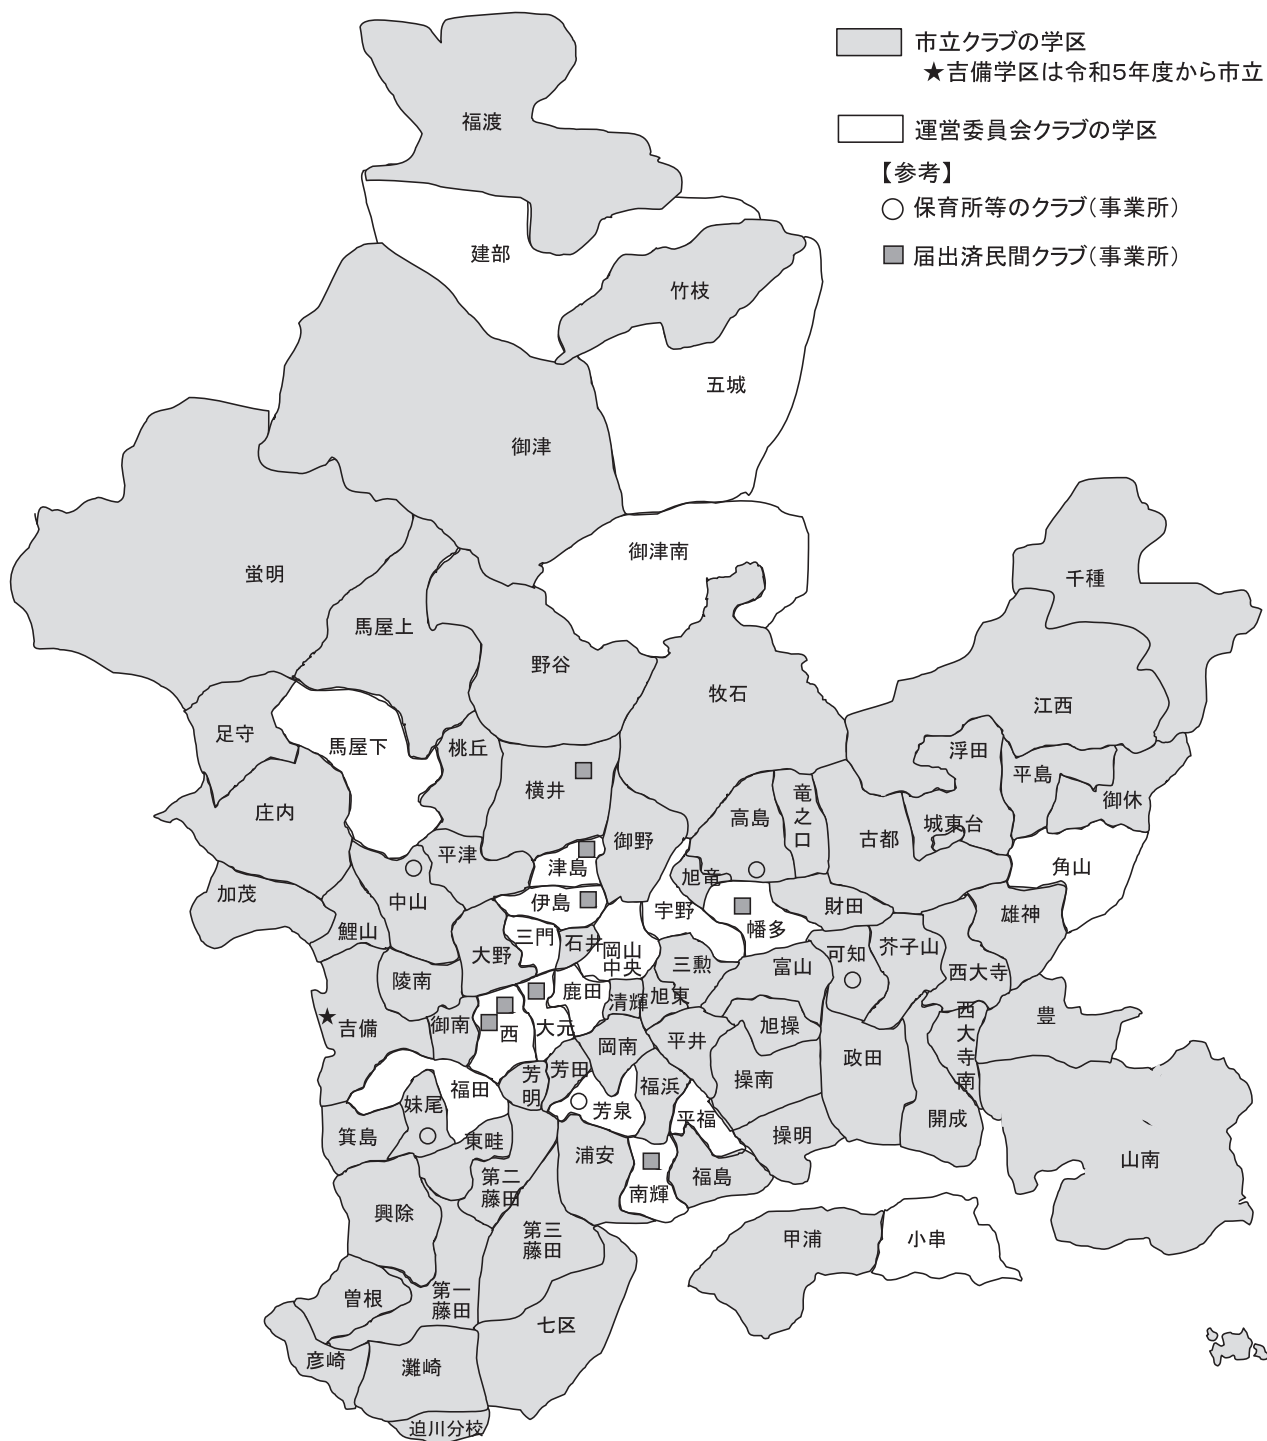 市立クラブの学区
★吉備学区は令和5年度から市立
運営委員会クラブの学区
【参考】
保育所等のクラブ（事業所）
届出済民間クラブ（事業所）
福渡
建部
竹枝
五城
御津
御津南
蛍明
馬屋上
野谷
牧石
千種
江西
足守
馬屋下
桃丘
横井
浮田
平島
御休
庄内
平津
津島
御野
高島
竜之口
古都
城東台
角山
加茂
中山
鯉山
伊島
旭竜
宇野
幡多
財田
雄神
大野
三門
石井
岡山
中央
三勲
富山
可知
芥子山
西大寺
陵南
鹿田
清輝
旭東
★吉備
御南
西
大元
岡南
平井
旭操
政田
西大寺南
豊
福田
芳明
芳田
福浜
操南
妹尾
芳泉
平福
操明
開成
箕島
東畦
浦安
南輝
福島
山南
第二
藤田
興除
第三
藤田
甲浦
小串
曽根
第一
藤田
七区
彦崎
灘崎
迫川分校